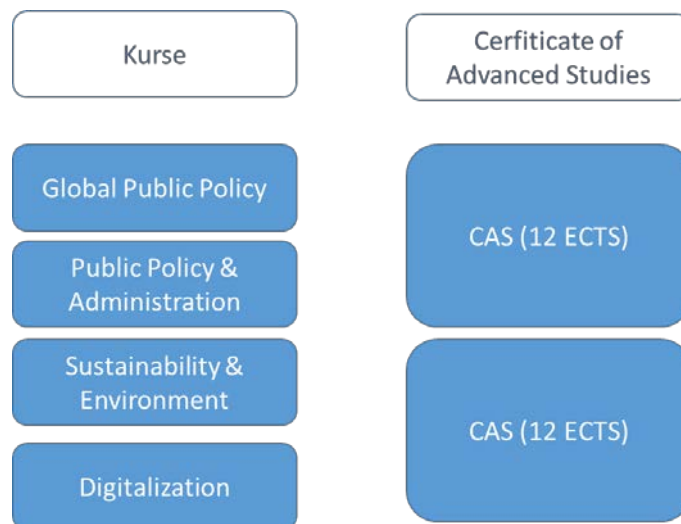 Kurse
Cerfiticate of
Advanced Studies
Global Public Policy
Public Policy &
Administration
Sustainability &
Environment
Digitalization
CAS (12 ECTS)
CAS (12 ECTS)